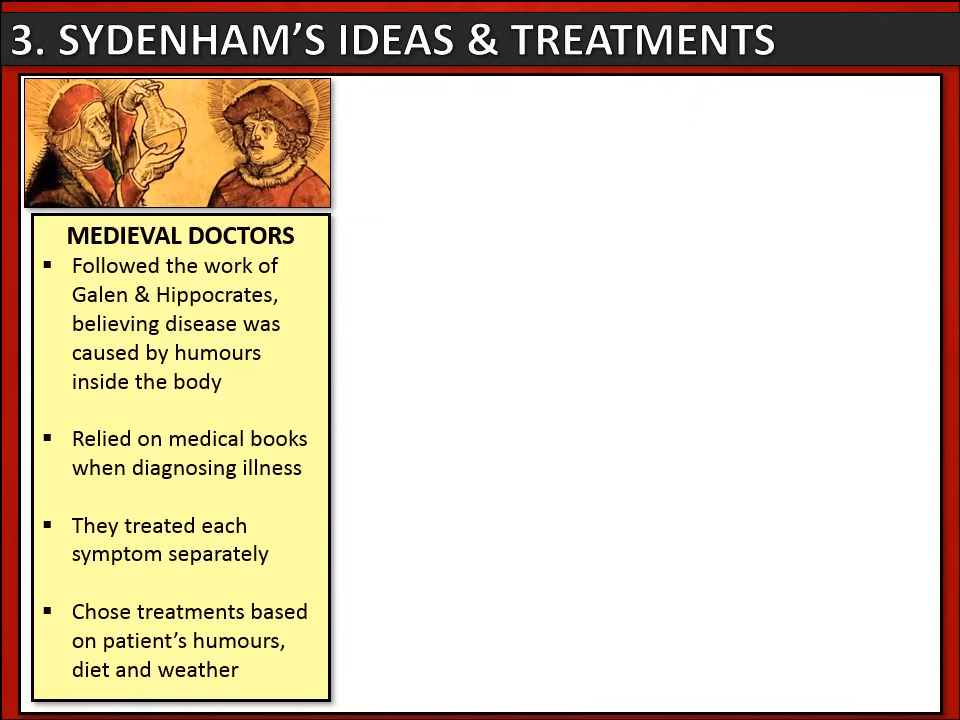 3. SYDENHAM’S IDEAS & TREATMENTS
MEDIEVAL DOCTORS
▪ Followed the work of
Galen & Hippocrates,
believing disease was
caused by humours
inside the body
▪ Relied on medical books
when diagnosing illness
▪ They treated each
symptom separately
▪ Chose treatments based
on patient’s humours,
diet and weather